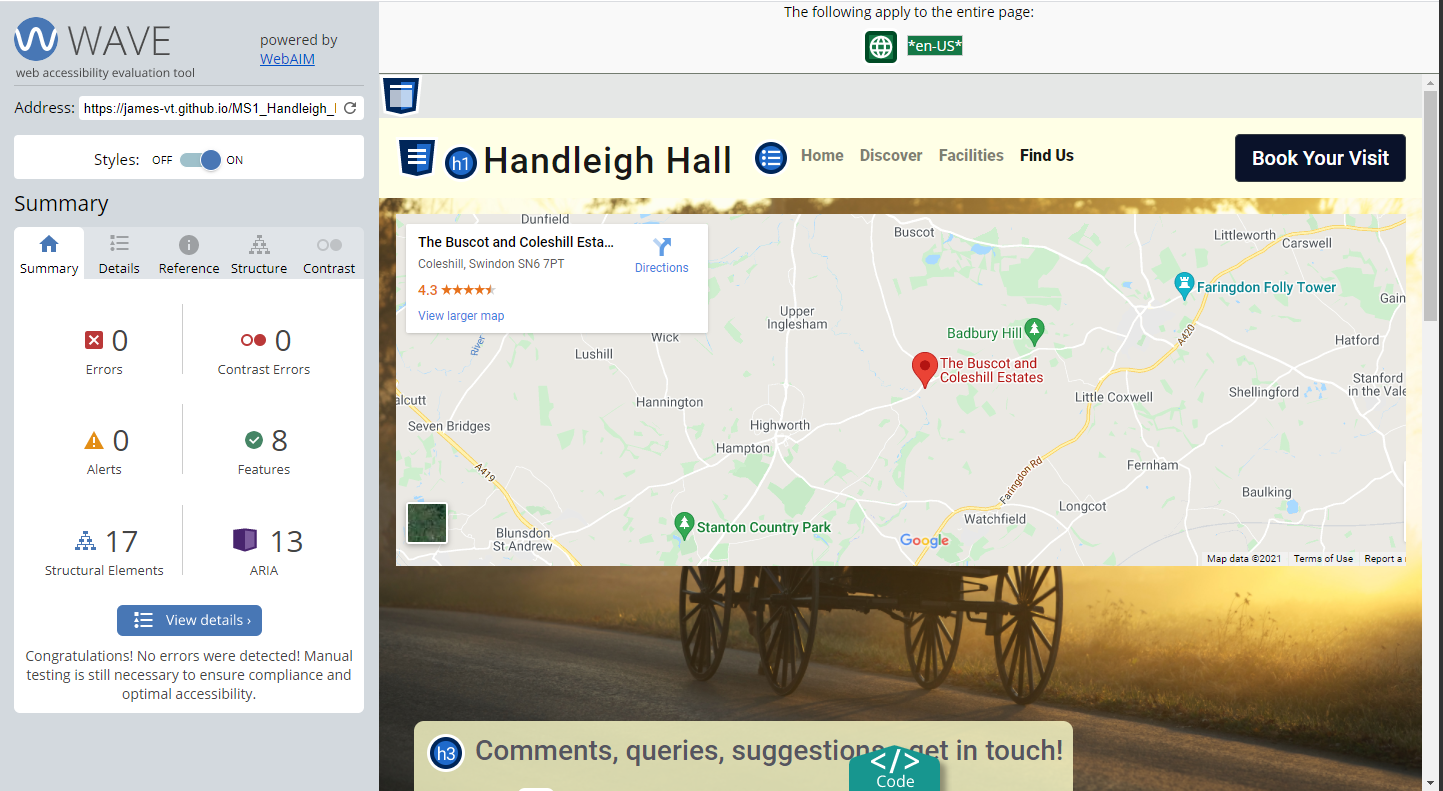 WAVE
web accessibility evaluation tool
powered by
WebAIM
Address: https://james-vt.github.io/MS1_Handleigh_
Styles: OFF ON
Summary
Summary Details Reference Structure Contrast
0
Errors
0
Contrast Errors
0
Alerts
8
Features
17
Structural Elements
13
ARIA
View details ›
Congratulations! No errors were detected! Manual
testing is still necessary to ensure compliance and
optimal accessibility.
The following apply to the entire page:
*en-US*
h1 Handleigh Hall
Home Discover Facilities Find Us
Book Your Visit
The Buscot and Coleshill Esta...
Coleshill, Swindon SN6 7PT
4.3
View larger map
Directions
Dunfield
Buscot
Littleworth
Carswell
Faringdon Folly Tower
Gain
Upper
Inglesham
Badbury Hill
A420
Hatford
River
Wick
Lushill
The Buscot and
Coleshill Estates
Stanford
in the Vale
Shellingford
Little Coxwell
alcutt
Hannington
Seven Bridges
Highworth
Hampton
A419
Faringdon Rd
Fernham
Baulking
Longcot
Watchfield
Stanton Country Park
Blunsdon
St Andrew
Google
Map data ©2021 Terms of Use Report a
h3 Comments, queries, suggestions get in touch!
</>
Code